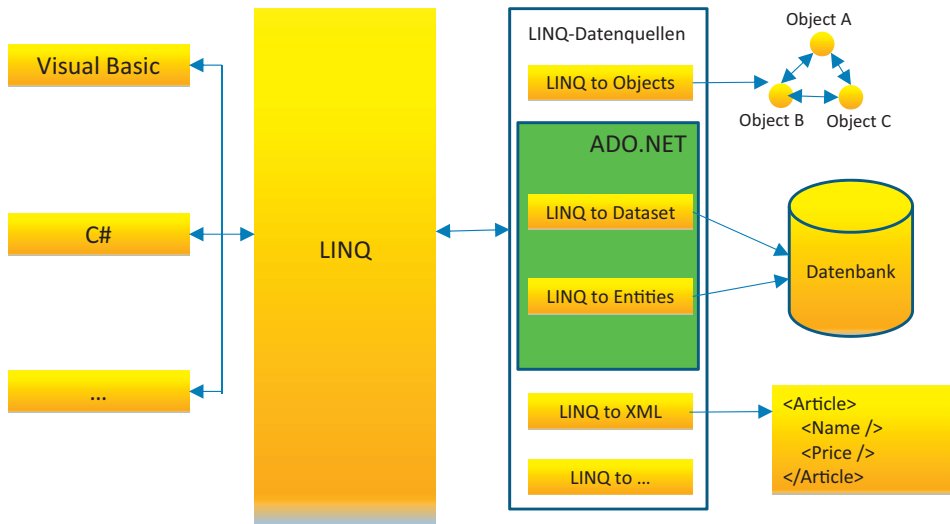 Visual Basic
C#
...
LINQ
LINQ-Datenquellen
LINQ to Objects
ADO.NET
LINQ to Dataset
LINQ to Entities
LINQ to XML
LINQ to ...
Object A
Object B
Object C
Datenbank
<Article>
<Name />
<Price />
</Article>